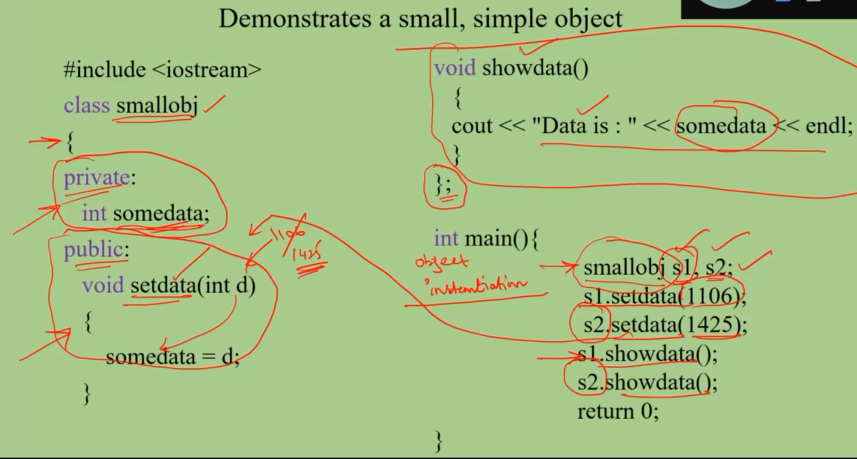 Demonstrates a small, simple object
#include <iostream>
class smallobj
{
private:
int somedata;
public:
void setdata(int d)
{
somedata = d;
}
1106
1425
void showdata()
{
cout << "Data is : " << somedata << endl;
}
};
int main(){
object
instantiation
smallobj s1, s2;
s1.setdata(1106);
s2.setdata(1425);
s1.showdata();
s2.showdata();
return 0;
}